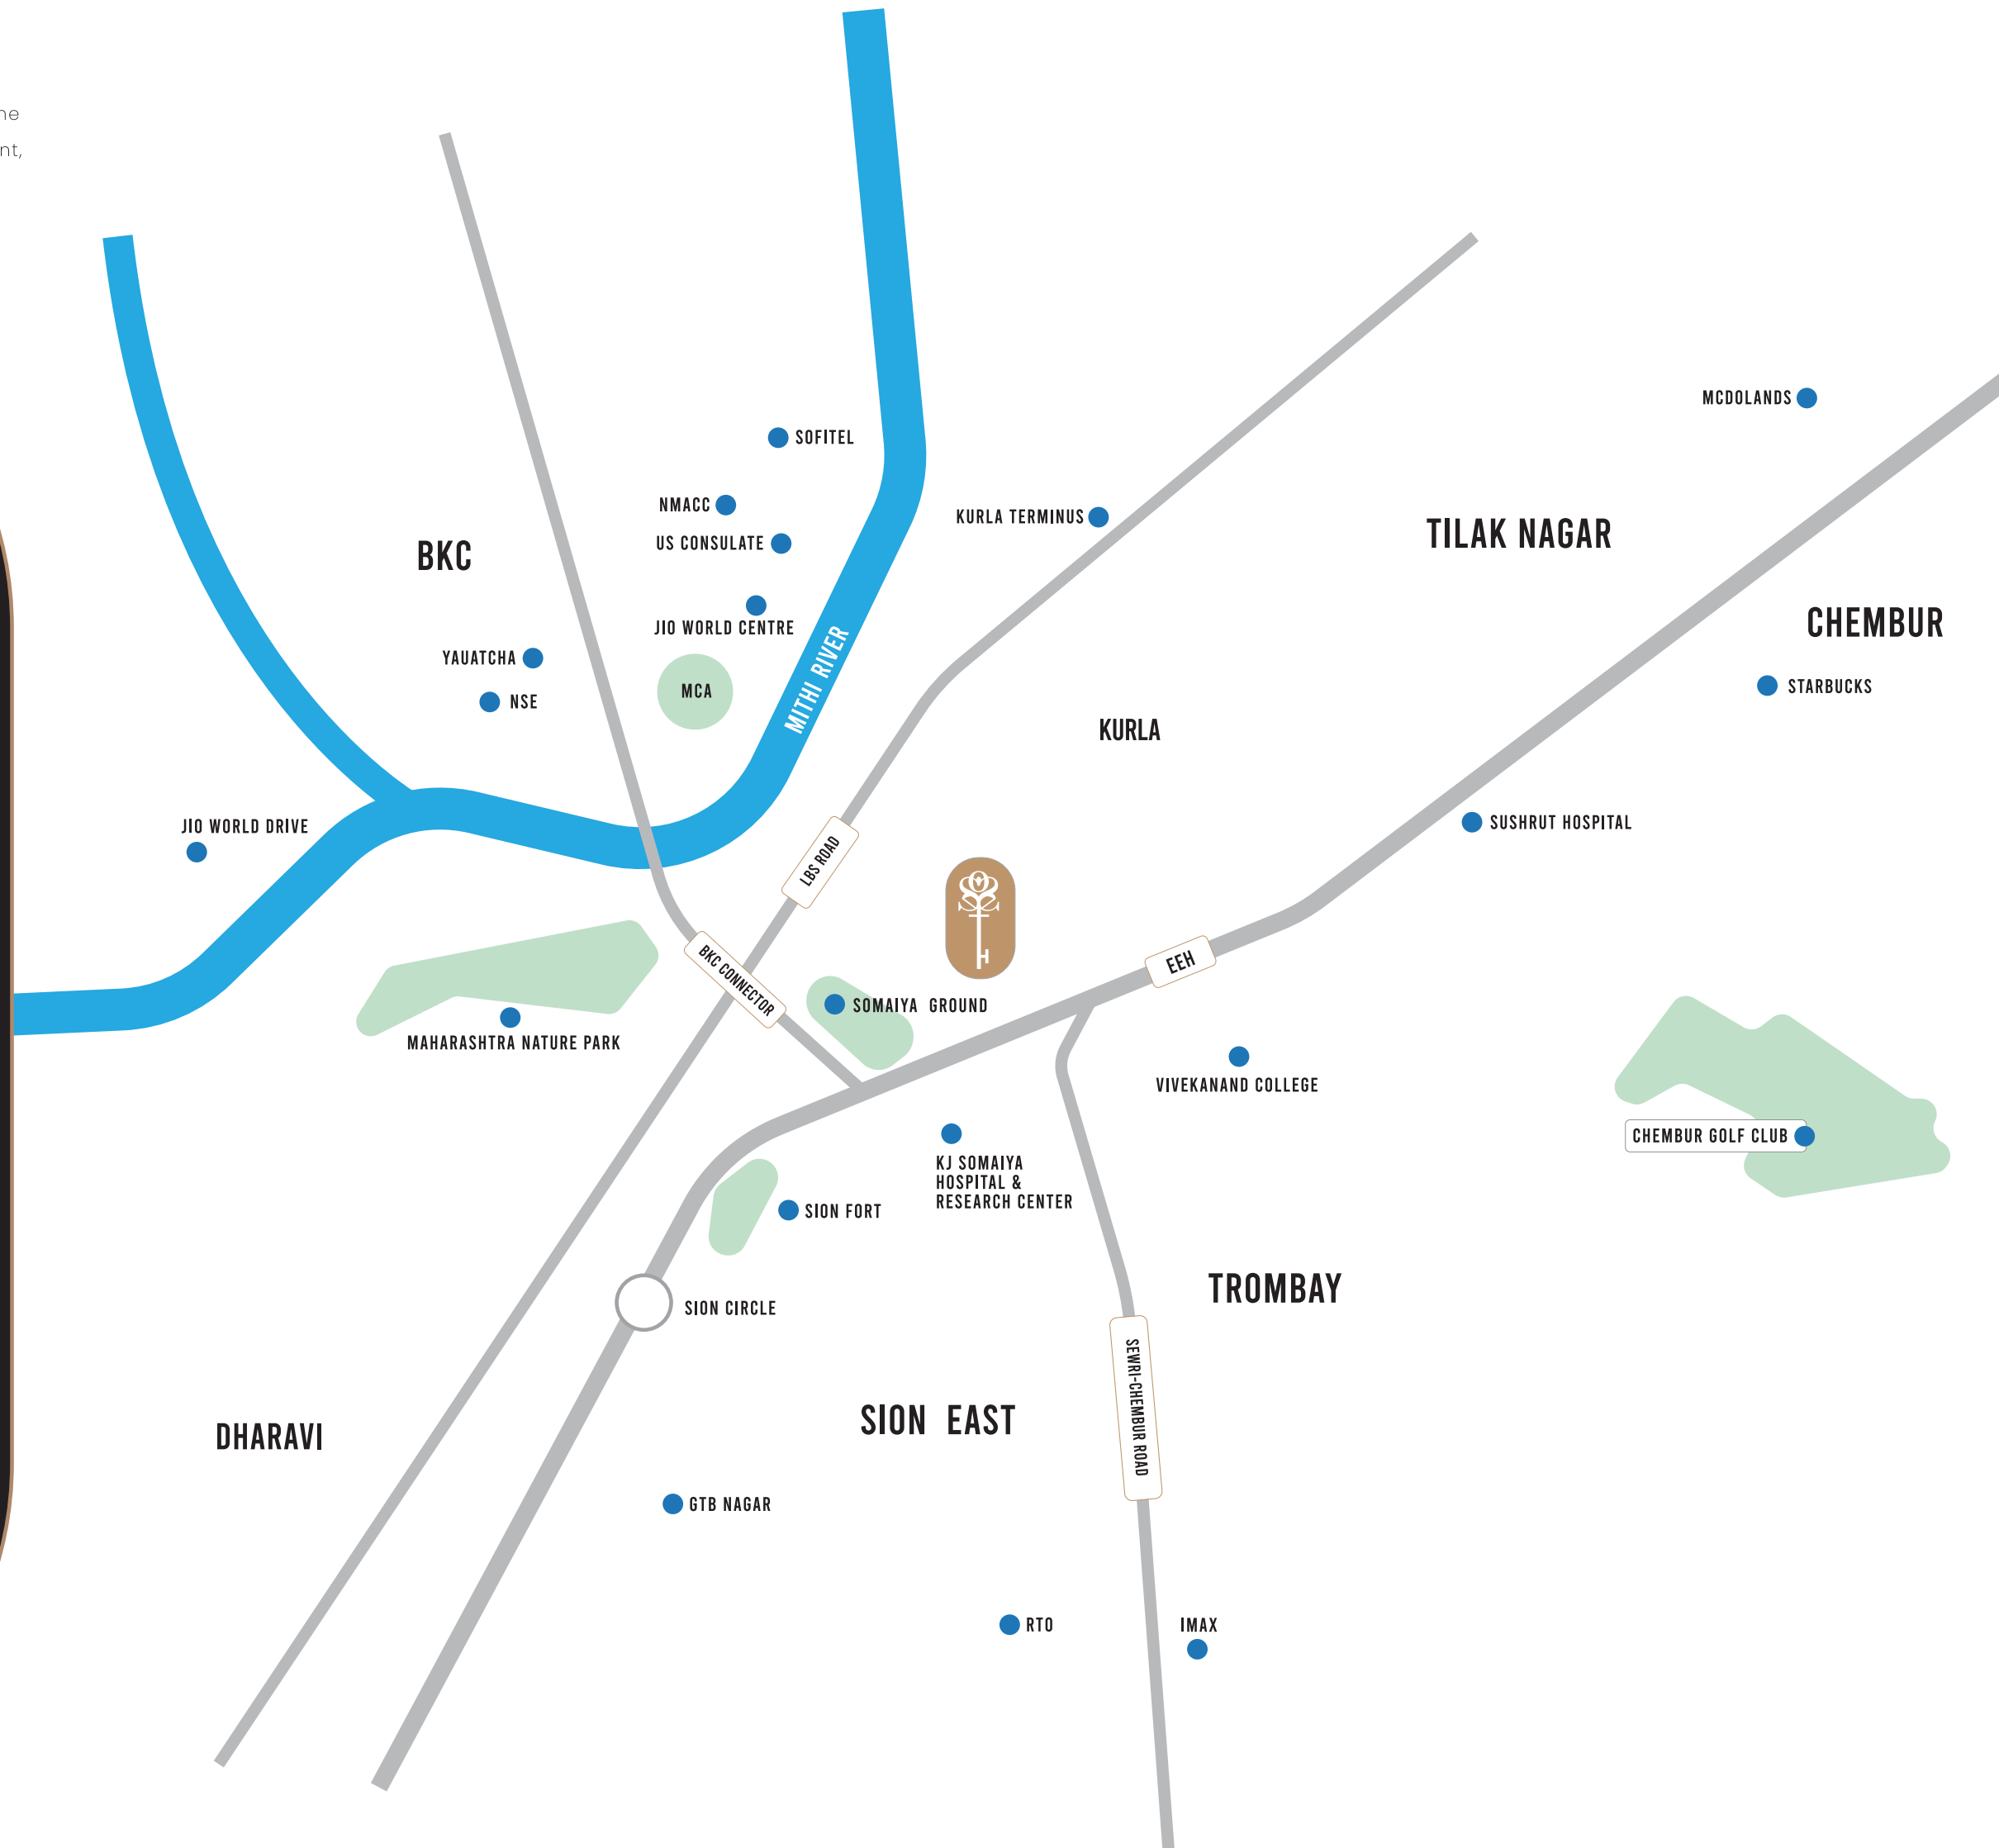 ne
nt,
MCDOLANDS
SOFITEL
NMACC
KURLA TERMINUS
TILAK NAGAR
US CONSULATE
BKC
JIO WORLD CENTRE
CHEMBUR
YAUATCHA
MITHI RIVER
STARBUCKS
MCA
NSE
KURLA
JIO WORLD DRIVE
SUSHRUT HOSPITAL
LBS ROAD
EEH
BKC CONNECTOR
SOMAIYA GROUND
MAHARASHTRA NATURE PARK
VIVEKANAND COLLEGE
CHEMBUR GOLF CLUB
KJ SOMAIYA
HOSPITAL &
RESEARCH CENTER
SION FORT
TROMBAY
SION CIRCLE
SEWRI-CHEMBUR ROAD
SION EAST
DHARAVI
GTB NAGAR
RTO
IMAX